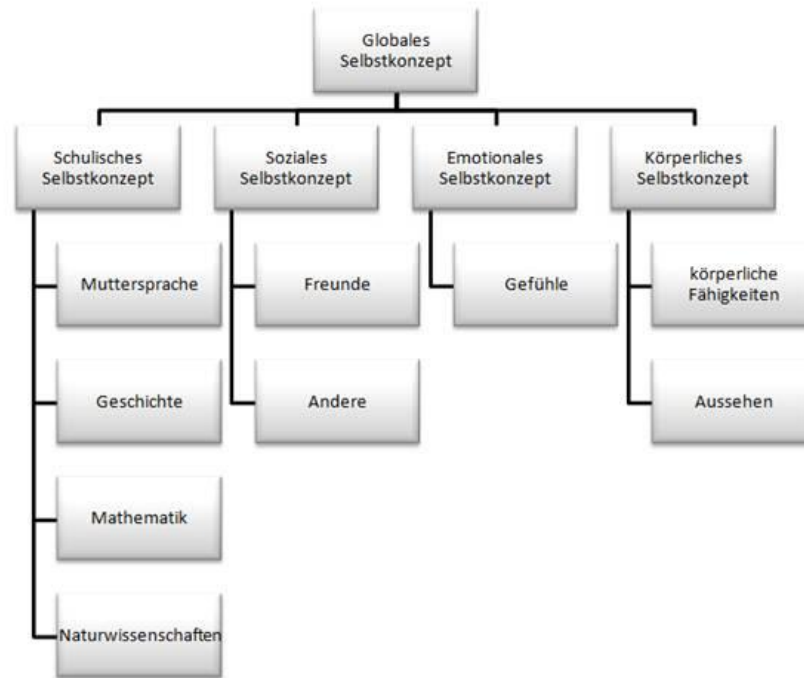 Globales
Selbstkonzept
Schulisches
Selbstkonzept
Soziales
Selbstkonzept
Emotionales
Selbstkonzept
Körperliches
Selbstkonzept
Muttersprache
Freunde
Gefühle
körperliche
Fähigkeiten
Geschichte
Andere
Aussehen
Mathematik
Naturwissenschaften